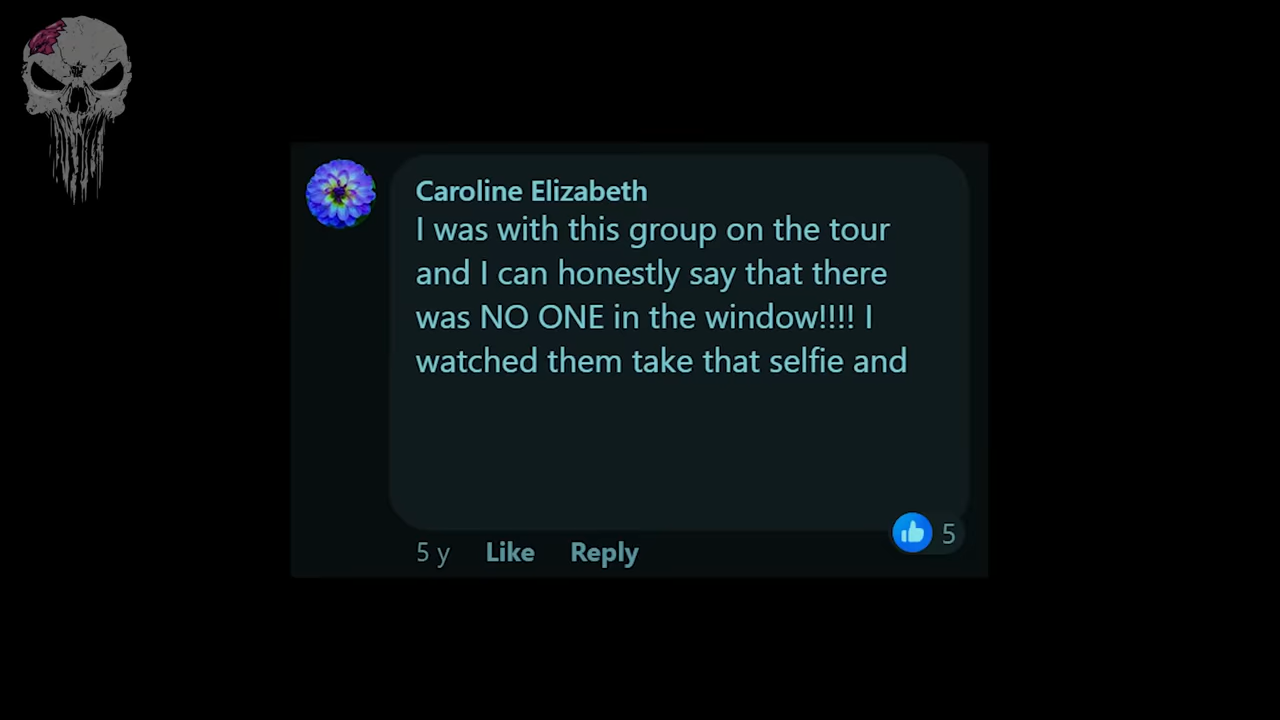 Caroline Elizabeth
I was with this group on the tour
and I can honestly say that there
was NO ONE in the window!!!! I
watched them take that selfie and
5
5 y Like Reply